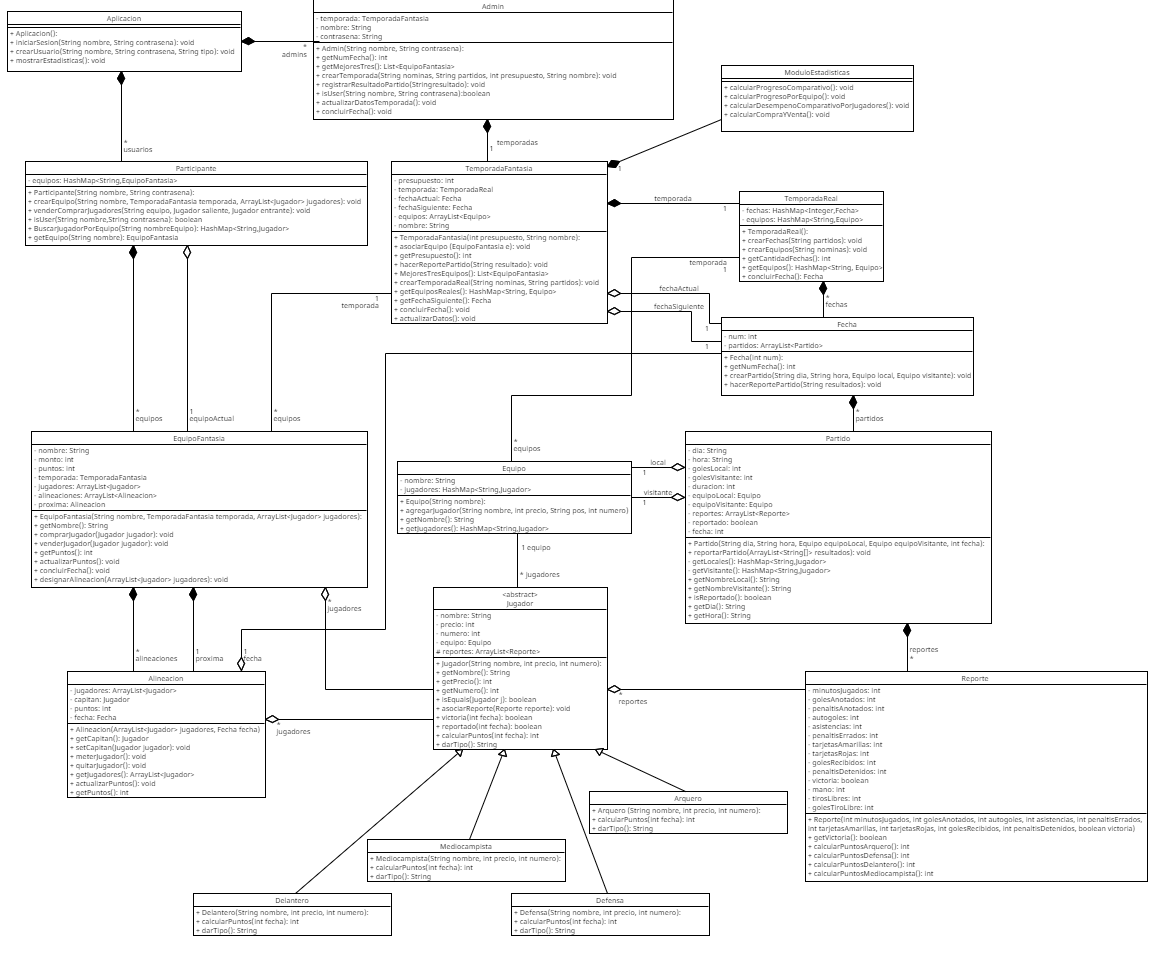 Aplicacion
+ Aplicacion():
+ iniciarSesion(String nombre, String contrasena): void
+ crearUsuario(String nombre, String contrasena, String tipo): void
+ mostrarEstadisticas(): void
*
admins
Admin
- temporada: TemporadaFantasia
- nombre: String
- contrasena: String
+ Admin(String nombre, String contrasena):
+ getNumFecha(): int
+ getMejoresTres(): List<EquipoFantasia>
+ crearTemporada(String nominas, String partidos, int presupuesto, String nombre): void
+ registrarResultadoPartido(Stringresultado): void
+ isUser(String nombre, String contrasena):boolean
+ actualizarDatosTemporada(): void
+ concluirFecha(): void
ModuloEstadisticas
+ calcularProgresoComparativo(): void
+ calcularProgresoPorEquipo(): void
+ calcularDesempenoComparativoPorJugadores(): void
+ calcularCompraYVenta(): void
*
usuarios
temporadas
1
1
Participante
- equipos: HashMap<String,EquipoFantasia>
+ Participante(String nombre, String contrasena):
+ crearEquipo(String nombre, TemporadaFantasia temporada, ArrayList<Jugador> jugadores): void
+ venderComprarJugadores(String equipo, Jugador saliente, Jugador entrante): void
+ isUser(String nombre,String contrasena): boolean
+ BuscarJugadorPorEquipo(String nombreEquipo): HashMap<String,Jugador>
+ getEquipo(String nombre): EquipoFantasia
TemporadaFantasia
- presupuesto: int
- temporada: TemporadaReal
- fechaActual: Fecha
- fechaSiguiente: Fecha
- equipos: ArrayList<Equipo>
- nombre: String
+ TemporadaFantasia(int presupuesto, String nombre):
+ asociarEquipo (EquipoFantasia e): void
+ getPresupuesto(): int
+ hacerReportePartido(String resultado): void
+ MejoresTresEquipos(): List<EquipoFantasia>
+ crearTemporadaReal(String nominas, String partidos): void
+ getEquiposReales(): HashMap<String, Equipo>
+ getFechaSiguiente(): Fecha
+ concluirFecha(): void
+ actualizarDatos(): void
temporada
1
TemporadaReal
- fechas: HashMap<Integer,Fecha>
- equipos: HashMap<String,Equipo>
+ TemporadaReal():
+ crearFechas(String partidos): void
+ crearEquipos(String nominas): void
+ getCantidadFechas(): int
+ getEquipos(): HashMap<String, Equipo>
+ concluirFecha(): Fecha
temporada
1
1
temporada
fechaActual
fechaSiguiente
1
1
*
fechas
Fecha
- num: int
- partidos: ArrayList<Partido>
+ Fecha(int num):
+ getNumFecha(): int
+ crearPartido(String dia, String hora, Equipo local, Equipo visitante): void
+ hacerReportePartido(String resultados): void
*
equipos
1
equipoActual
*
equipos
*
equipos
*
partidos
EquipoFantasia
- nombre: String
- monto: int
- puntos: int
- temporada: TemporadaFantasia
- jugadores: ArrayList<Jugador>
- alineaciones: ArrayList<Alineacion>
- proxima: Alineacion
+ EquipoFantasia(String nombre, TemporadaFantasia temporada, ArrayList<Jugador> jugadores):
+ getNombre(): String
+ comprarJugador(Jugador jugador): void
+ venderJugador(Jugador jugador): void
+ getPuntos(): int
+ actualizarPuntos(): void
+ concluirFecha(): void
+ designarAlineacion(ArrayList<Jugador> jugadores): void
Equipo
- nombre: String
- jugadores: HashMap<String,Jugador>
+ Equipo(String nombre):
+ agregarJugador(String nombre, int precio, String pos, int numero)
+ getNombre(): String
+ getJugadores(): HashMap<String,Jugador>
local
1
visitante
1
Partido
- dia: String
- hora: String
- golesLocal: int
- golesVisitante: int
- duracion: int
- equipoLocal: Equipo
- equipoVisitante: Equipo
- reportes: ArrayList<Reporte>
- reportado: boolean
- fecha: int
+ Partido(String dia, String hora, Equipo equipoLocal, Equipo equipoVisitante, int fecha):
+ reportarPartido(ArrayList<String[]> resultados): void
- getLocales(): HashMap<String,Jugador>
- getVisitante(): HashMap<String,Jugador>
+ getNombreLocal(): String
+ getNombreVisitante(): String
+ isReportado(): boolean
+ getDia(): String
+ getHora(): String
1 equipo
* jugadores
*
jugadores
*
alineaciones
1
proxima
1
fecha
<abstract>
Jugador
- nombre: String
- precio: int
- numero: int
- equipo: Equipo
# reportes: ArrayList<Reporte>
+ Jugador(String nombre, int precio, int numero):
+ getNombre(): String
+ getPrecio(): int
+ getNumero(): int
+ isEquals(Jugador j): boolean
+ asociarReporte(Reporte reporte): void
+ victoria(int fecha): boolean
+ reportado(int fecha): boolean
+ calcularPuntos(int fecha): int
+ darTipo(): String
reportes
*
*
reportes
Alineacion
- jugadores: ArrayList<Jugador>
- capitan: Jugador
- puntos: int
- fecha: Fecha
+ Alineacion(ArrayList<Jugador> jugadores, Fecha fecha)
+ getCapitan(): Jugador
+ setCapitan(Jugador jugador): void
+ meterJugador(): void
+ quitarJugador(): void
+ getJugadores(): ArrayList<Jugador>
+ actualizarPuntos(): void
+ getPuntos(): int
*
jugadores
Reporte
- minutosJugados: int
- golesAnotados: int
- penaltisAnotados: int
- autogoles: int
- asistencias: int
- penaltisErrados: int
- tarjetasAmarillas: int
- tarjetasRojas: int
- golesRecibidos: int
- penaltisDetenidos: int
- victoria: boolean
- mano: int
- tirosLibres: int
- golesTiroLibre: int
+ Reporte(int minutosJugados, int golesAnotados, int autogoles, int asistencias, int penaltisErrados,
int tarjetasAmarillas, int tarjetasRojas, int golesRecibidos, int penaltisDetenidos, boolean victoria)
+ getVictoria(): boolean
+ calcularPuntosArquero(): int
+ calcularPuntosDefensa(): int
+ calcularPuntosDelantero(): int
+ calcularPuntosMediocampista(): int
Arquero
+ Arquero (String nombre, int precio, int numero):
+ calcularPuntos(int fecha): int
+ darTipo(): String
Mediocampista
+ Mediocampista(String nombre, int precio, int numero):
+ calcularPuntos(int fecha): int
+ darTipo(): String
Delantero
+ Delantero(String nombre, int precio, int numero):
+ calcularPuntos(int fecha): int
+ darTipo(): String
Defensa
+ Defensa(String nombre, int precio, int numero):
+ calcularPuntos(int fecha): int
+ darTipo(): String